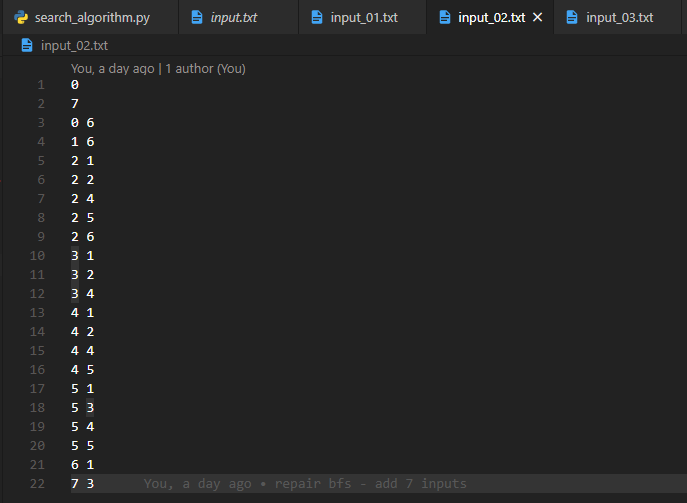 search_algorithm.py input.txt input_01.txt input_02.txt input_03.txt
input_02.txt
You, a day ago | 1 author (You)
1 0
2 7
3 0 6
4 1 6
5 2 1
6 2 2
7 2 4
8 2 5
9 2 6
10 3 1
11 3 2
12 3 4
13 4 1
14 4 2
15 4 4
16 4 5
17 5 1
18 5 3
19 5 4
20 5 5
21 6 1
22 7 3 You, a day ago • repair bfs - add 7 inputs